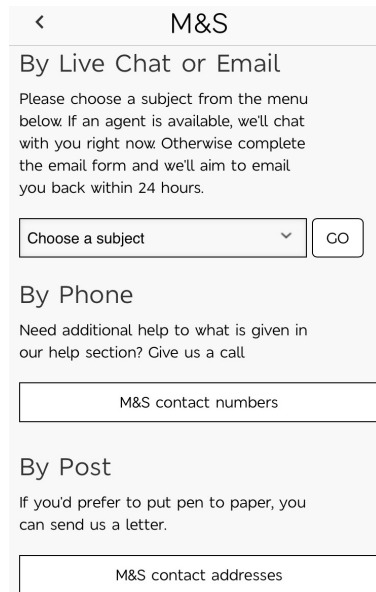 M&S
By Live Chat or Email
Please choose a subject from the menu
below. If an agent is available, we'll chat
with you right now. Otherwise complete
the email form and we'll aim to email
you back within 24 hours.
Choose a subject
GO
By Phone
Need additional help to what is given in
our help section? Give us a call
M&S contact numbers
By Post
If you'd prefer to put pen to paper, you
can send us a letter.
M&S contact addresses